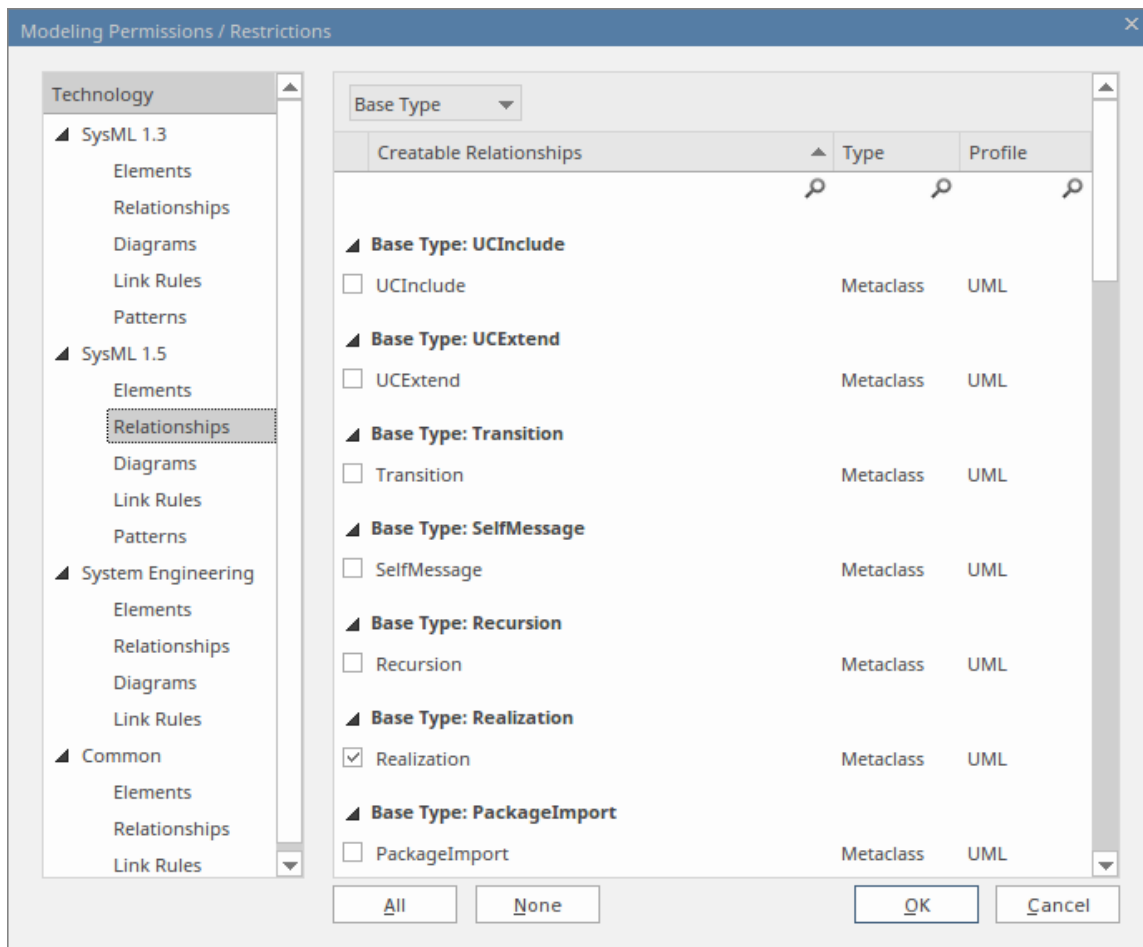 Modeling Permissions / Restrictions
Technology
SysML 1.3
Elements
Relationships
Diagrams
Link Rules
Patterns
SysML 1.5
Elements
Relationships
Diagrams
Link Rules
Patterns
System Engineering
Elements
Relationships
Diagrams
Link Rules
Common
Elements
Relationships
Link Rules
Base Type
Creatable Relationships Type Profile
Base Type: UCInclude
UCInclude Metaclass UML
Base Type: UCExtend
UCExtend Metaclass UML
Base Type: Transition
Transition Metaclass UML
Base Type: SelfMessage
SelfMessage Metaclass UML
Base Type: Recursion
Recursion Metaclass UML
Base Type: Realization
Realization Metaclass UML
Base Type: PackageImport
PackageImport Metaclass UML
All None OK Cancel